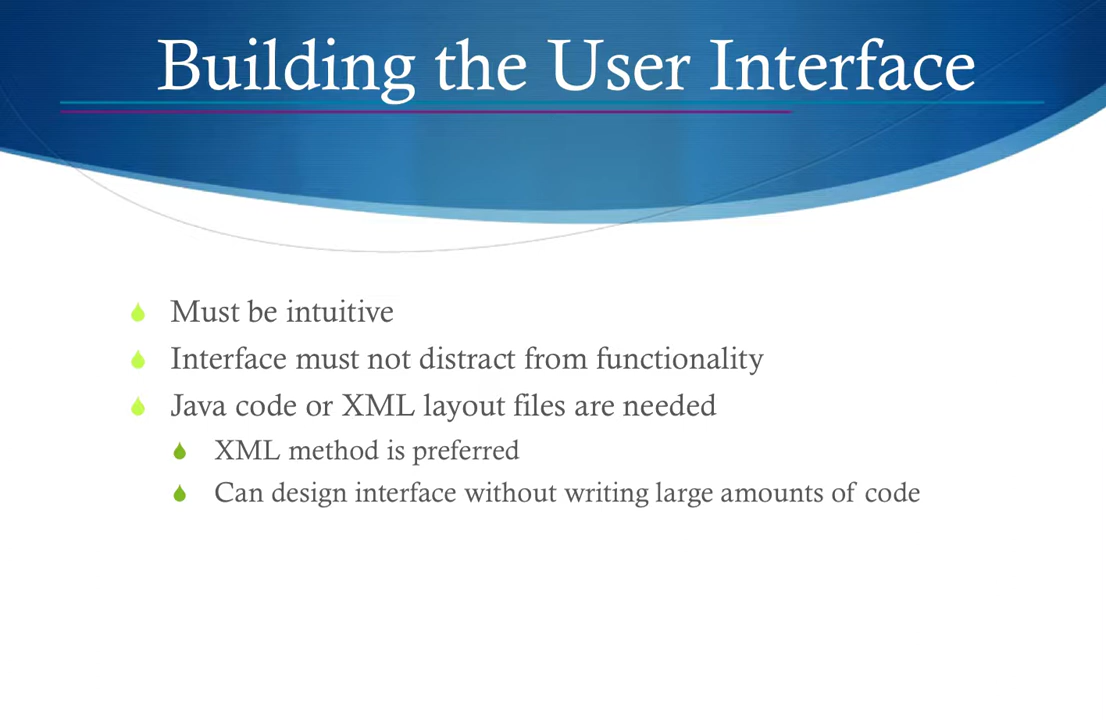 Building the User Interface
Must be intuitive
Interface must not distract from functionality
Java code or XML layout files are needed
XML method is preferred
Can design interface without writing large amounts of code